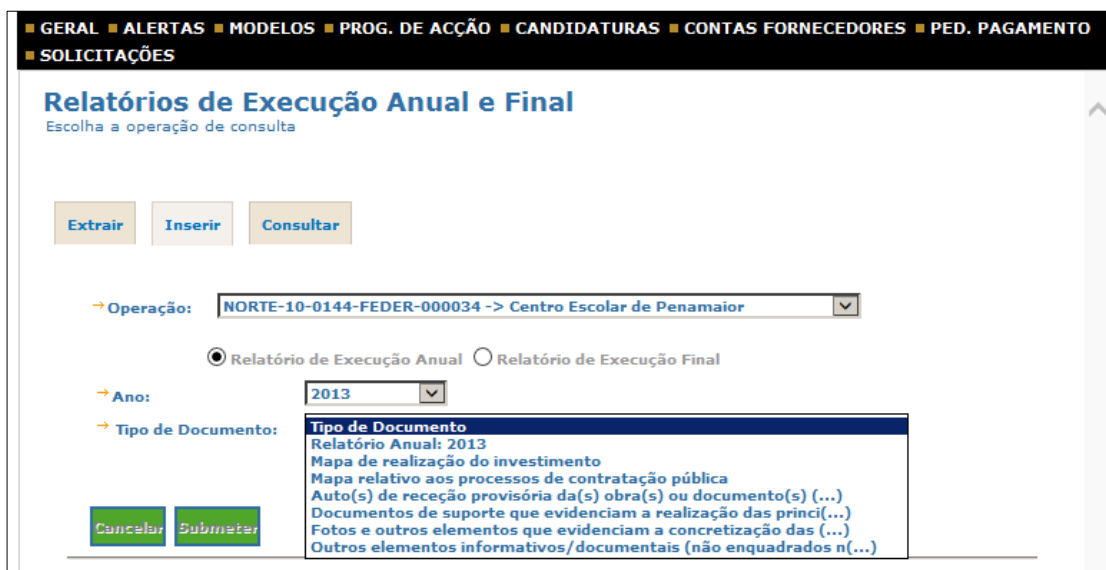 GERAL ALERTAS MODELOS PROG. DE ACÇÃO CANDIDATURAS CONTAS FORNECEDORES PED. PAGAMENTO
SOLICITAÇÕES
Relatórios de Execução Anual e Final
Escolha a operação de consulta
Extrair Inserir Consultar
→Operação: NORTE-10-0144-FEDER-000034 -> Centro Escolar de Penamaior
Relatório de Execução Anual Relatório de Execução Final
→Ano: 2013
→ Tipo de Documento: Tipo de Documento
Relatório Anual: 2013
Mapa de realização do investimento
Mapa relativo aos processos de contratação pública
Auto(s) de receção provisória da(s) obra(s) ou documento(s) (...)
Documentos de suporte que evidenciam a realização das princi(...)
Fotos e outros elementos que evidenciam a concretização das (...)
Outros elementos informativos/documentais (não enquadrados n(...)
Cancelar Submeter